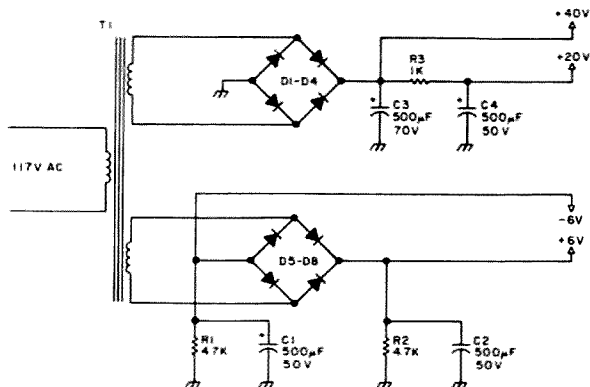 T1
+40V
R3
1K
+20V
D1-D4
+
C3
500µF
70V
+
C4
500µF
50V
117V AC
-6V
+6V
D5-D8
R1
4.7K
+
C1
500µF
50V
R2
4.7K
C2
500µF
50V